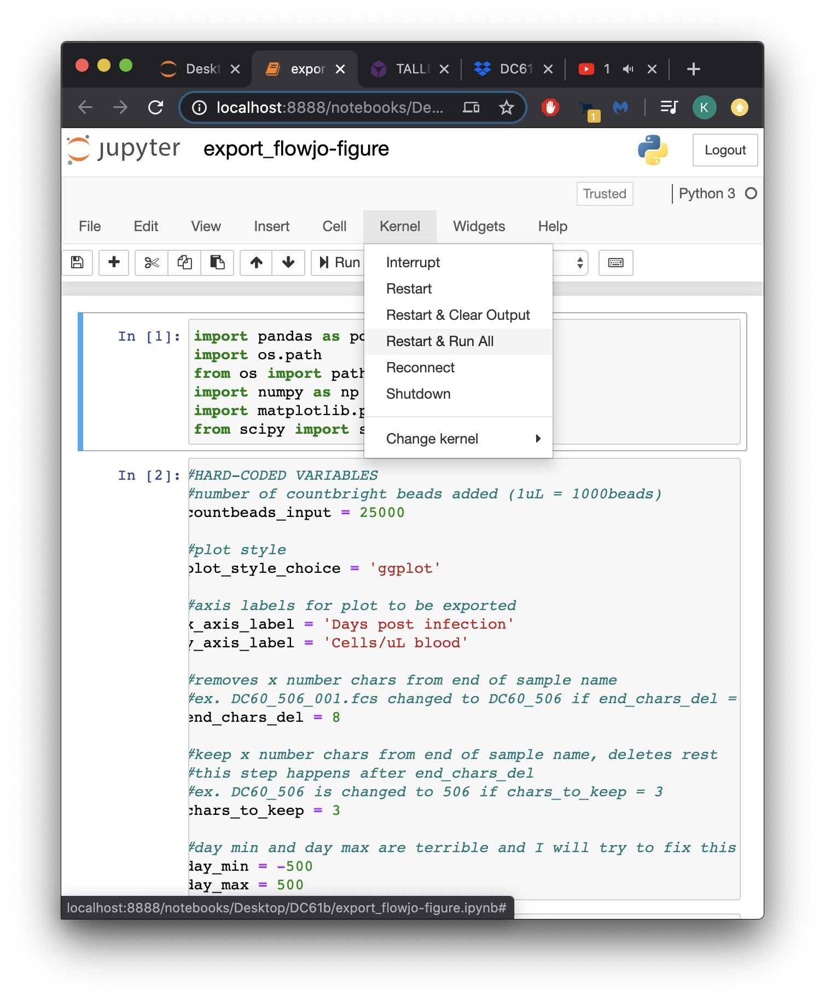 Deskt
expor
TALLE
DC61
1
localhost:8888/notebooks/De...
1
K
jupyter
export_flowjo-figure
Logout
Trusted
Python 3
File Edit View Insert Cell Kernel Widgets Help
Run
Interrupt
Restart
Restart & Clear Output
Restart & Run All
Reconnect
Shutdown
Change kernel
In [1]:
import pandas as pd
import os.path
from os import path
import numpy as np
import matplotlib.p
from scipy import s
In [2]:
#HARD-CODED VARIABLES
#number of countbright beads added (1uL = 1000beads)
countbeads_input = 25000
#plot style
plot_style_choice = 'ggplot'
#axis labels for plot to be exported
x_axis_label = 'Days post infection'
y_axis_label = 'Cells/uL blood'
#removes x number chars from end of sample name
#ex. DC60_506_001.fcs changed to DC60_506 if end_chars_del =
end_chars_del = 8
#keep x number chars from end of sample name, deletes rest
#this step happens after end_chars_del
#ex. DC60_506 is changed to 506 if chars_to_keep = 3
chars_to_keep = 3
#day min and day max are terrible and I will try to fix this
day_min = -500
day_max = 500
localhost:8888/notebooks/Desktop/DC61b/export_flowjo-figure.ipynb#